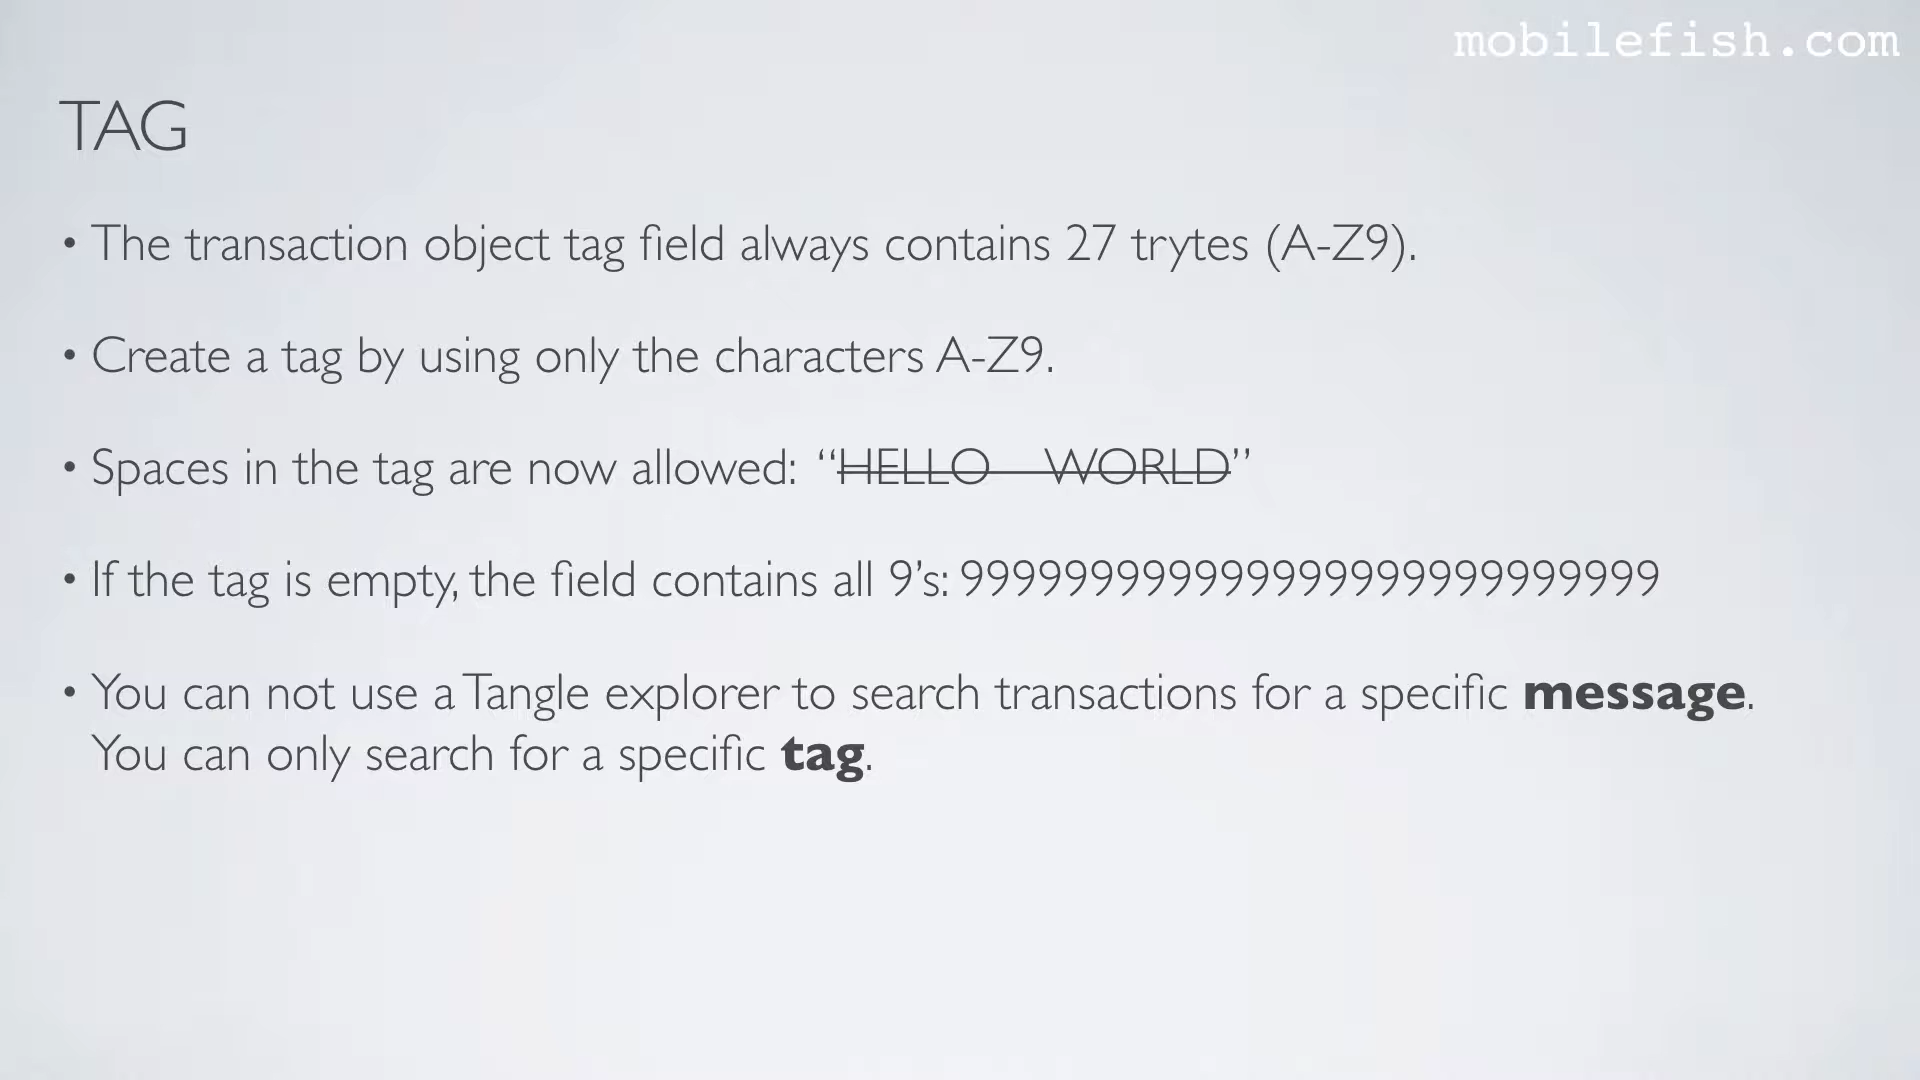 mobilefish.com
TAG
• The transaction object tag field always contains 27 trytes (A-Z9).
• Create a tag by using only the characters A-Z9.
• Spaces in the tag are now allowed: “HELLO WORLD”
• If the tag is empty, the field contains all 9’s: 999999999999999999999999999
• You can not use a Tangle explorer to search transactions for a specific message.
You can only search for a specific tag.